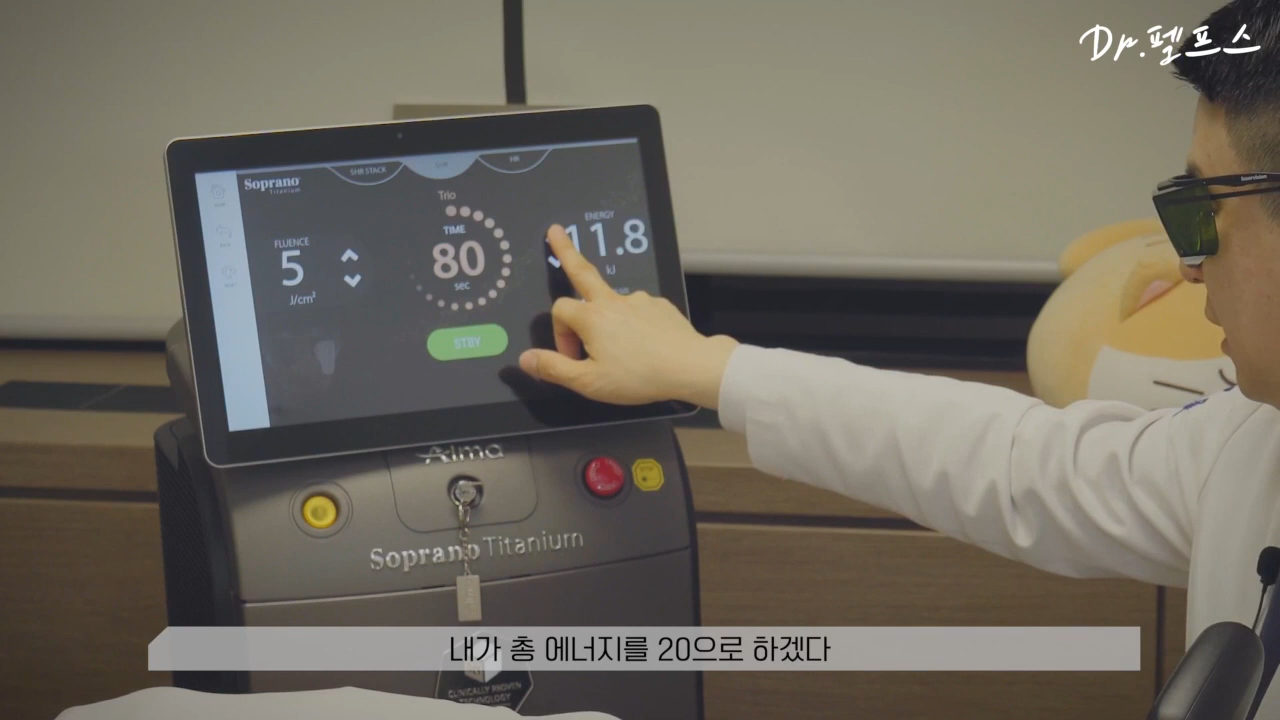 Dr.펠프스
SHR STACK
SHR
HR
Soprano
Titanium
Trio
FLUENCE
5
J/cm²
TIME
80
sec
ENERGY
11.8
kJ
STBY
Alma
STOP
Soprano Titanium
내가 총 에너지를 20으로 하겠다
CLINICALLY PROVEN
TECHNOLOGY